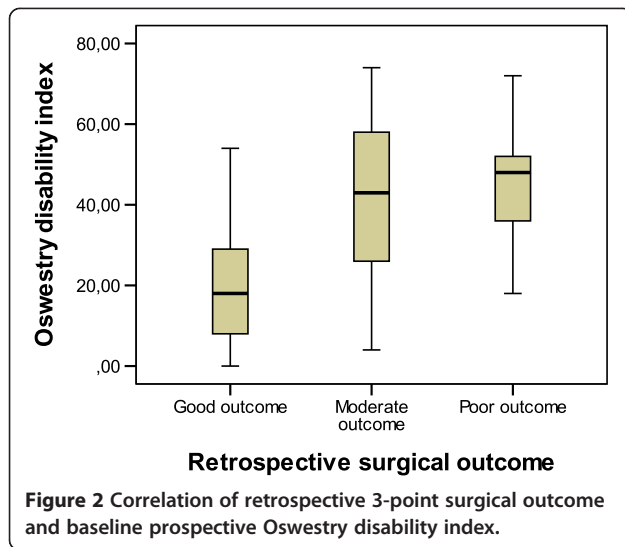 Oswestry disability index
80,00
60,00
40,00
20,00
,00
Good outcome
Moderate
outcome
Poor outcome
Retrospective surgical outcome
Figure 2 Correlation of retrospective 3-point surgical outcome
and baseline prospective Oswestry disability index.